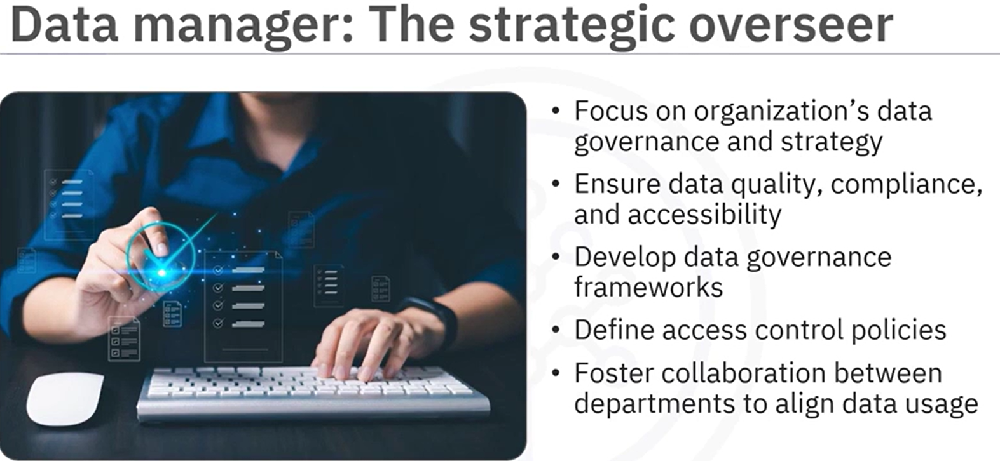 Data manager: The strategic overseer
• Focus on organization’s data
governance and strategy
• Ensure data quality, compliance,
and accessibility
• Develop data governance
frameworks
• Define access control policies
• Foster collaboration between
departments to align data usage